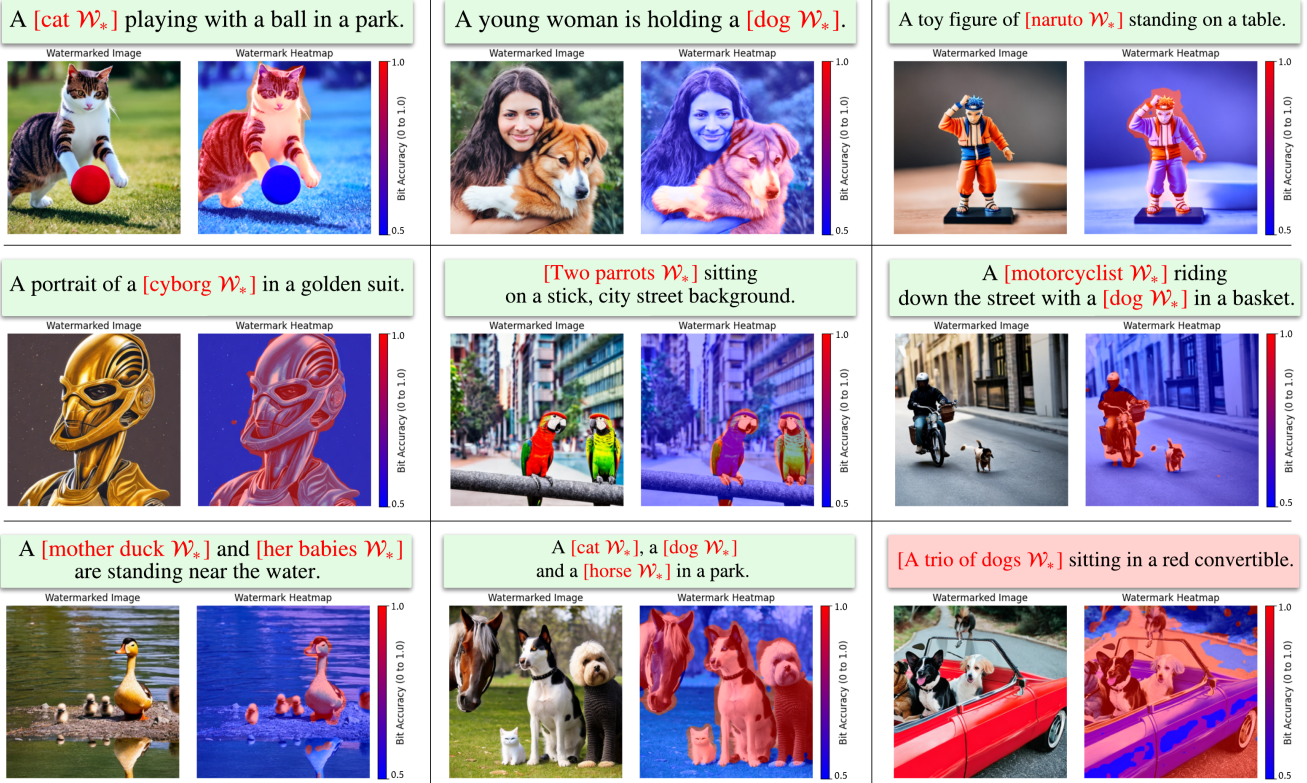 A [cat 𝒲*] playing with a ball in a park.
Watermarked Image
Watermark Heatmap
1.0
Bit Accuracy (0 to 1.0)
0.5
A young woman is holding a [dog 𝒲*].
Watermarked Image
Watermark Heatmap
1.0
Bit Accuracy (0 to 1.0)
0.5
A toy figure of [naruto 𝒲*] standing on a table.
Watermarked Image
Watermark Heatmap
1.0
Bit Accuracy (0 to 1.0)
0.5
A portrait of a [cyborg 𝒲*] in a golden suit.
Watermarked Image
Watermark Heatmap
1.0
Bit Accuracy (0 to 1.0)
0.5
[Two parrots 𝒲*] sitting
on a stick, city street background.
Watermarked Image
Watermark Heatmap
1.0
Bit Accuracy (0 to 1.0)
0.5
A [motorcyclist 𝒲*] riding
down the street with a [dog 𝒲*] in a basket.
Watermarked Image
Watermark Heatmap
1.0
Bit Accuracy (0 to 1.0)
0.5
A [mother duck 𝒲*] and [her babies 𝒲*]
are standing near the water.
Watermarked Image
Watermark Heatmap
1.0
Bit Accuracy (0 to 1.0)
0.5
A [cat 𝒲*], a [dog 𝒲*]
and a [horse 𝒲*] in a park.
Watermarked Image
Watermark Heatmap
1.0
Bit Accuracy (0 to 1.0)
0.5
[A trio of dogs 𝒲*] sitting in a red convertible.
Watermarked Image
Watermark Heatmap
1.0
Bit Accuracy (0 to 1.0)
0.5